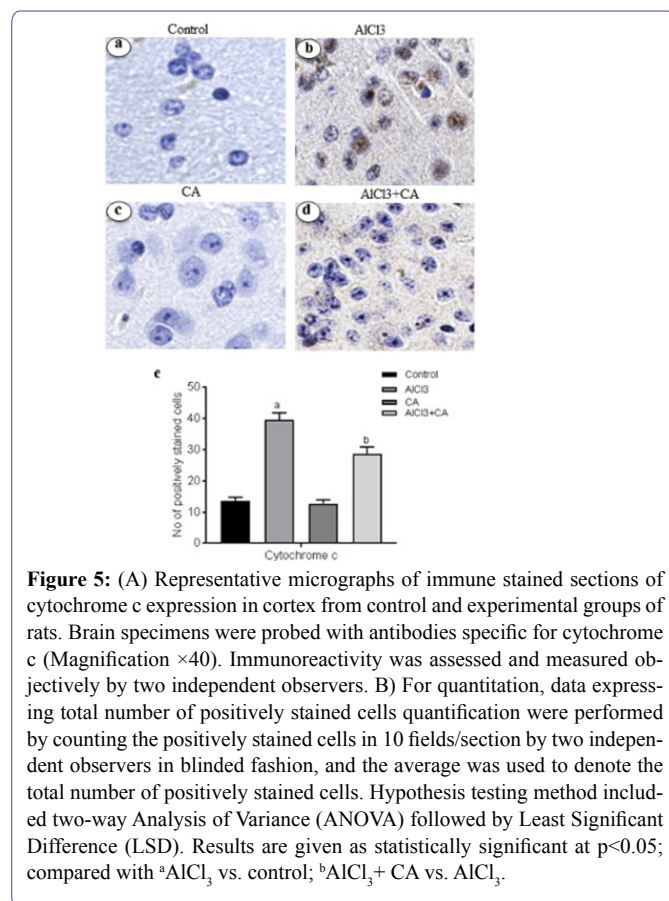 Control
AlCl3
a
b
CA
AlCl3+CA
c
d
e
Control
AlCl3
CA
AlCl3+CA
50
40
30
20
10
0
No of positively stained cells
a
b
Cytochrome c
Figure 5: (A) Representative micrographs of immune stained sections of
cytochrome c expression in cortex from control and experimental groups of
rats. Brain specimens were probed with antibodies specific for cytochrome
c (Magnification ×40). Immunoreactivity was assessed and measured ob-
jectively by two independent observers. B) For quantitation, data express-
ing total number of positively stained cells quantification were performed
by counting the positively stained cells in 10 fields/section by two indepen-
dent observers in blinded fashion, and the average was used to denote the
total number of positively stained cells. Hypothesis testing method includ-
ed two-way Analysis of Variance (ANOVA) followed by Least Significant
Difference (LSD). Results are given as statistically significant at p<0.05;
compared with ᵃAlCl₃ vs. control; ᵇAlCl₃+ CA vs. AlCl₃.